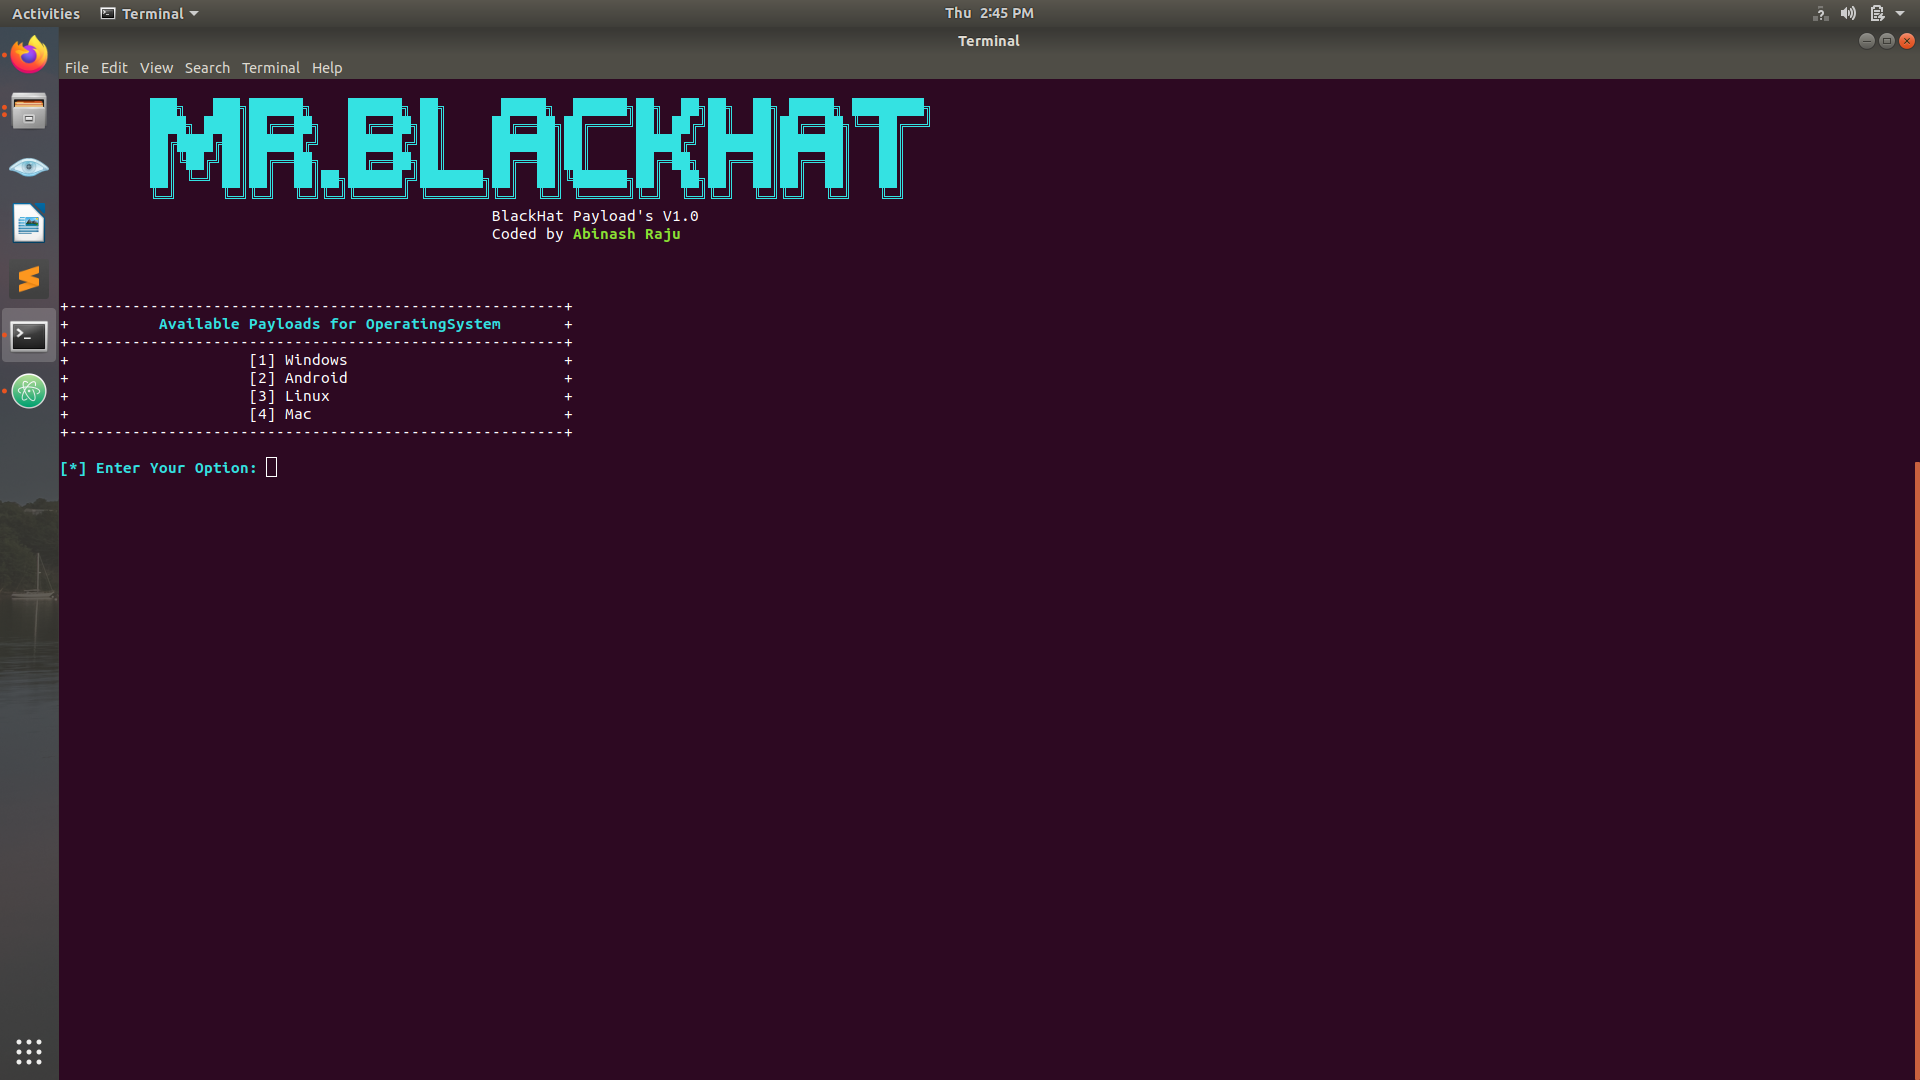 Activities Terminal Thu 2:45 PM
Terminal
File Edit View Search Terminal Help
MR.BLACKHAT
BlackHat Payload's V1.0
Coded by Abinash Raju
+-------------------------------------------------------+
+ Available Payloads for OperatingSystem +
+-------------------------------------------------------+
+ [1] Windows +
+ [2] Android +
+ [3] Linux +
+ [4] Mac +
+-------------------------------------------------------+
[*] Enter Your Option: